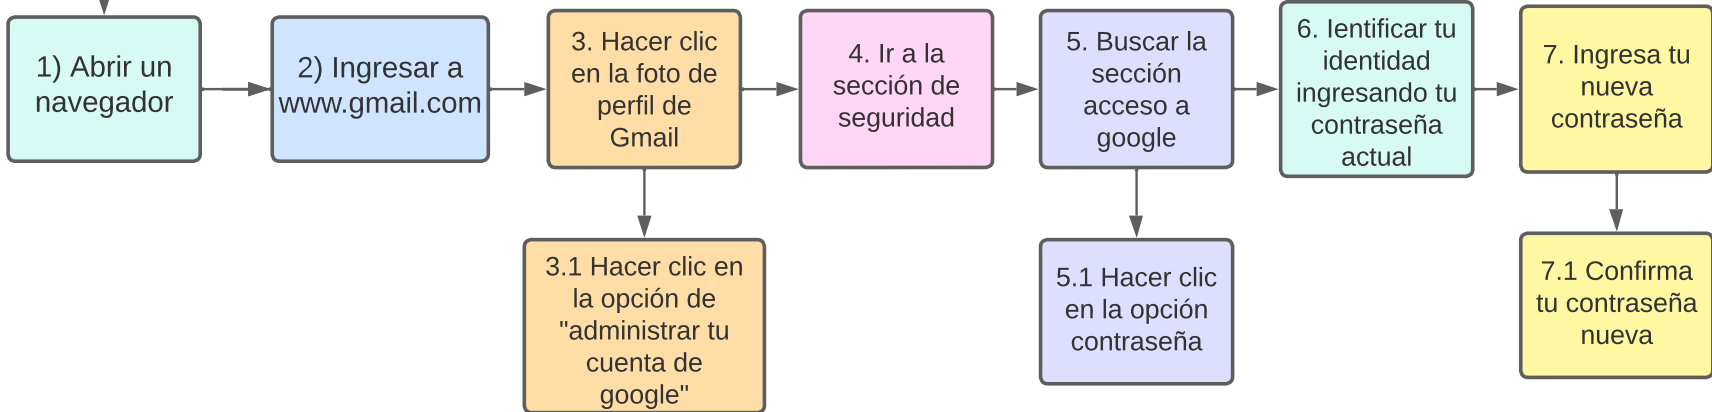 1) Abrir un
navegador
2) Ingresar a
www.gmail.com
3. Hacer clic
en la foto de
perfil de
Gmail
4. Ir a la
sección de
seguridad
5. Buscar la
sección
acceso a
google
6. Ientificar tu
identidad
ingresando tu
contraseña
actual
7. Ingresa tu
nueva
contraseña
3.1 Hacer clic en
la opción de
"administrar tu
cuenta de
google"
5.1 Hacer clic
en la opción
contraseña
7.1 Confirma
tu contraseña
nueva